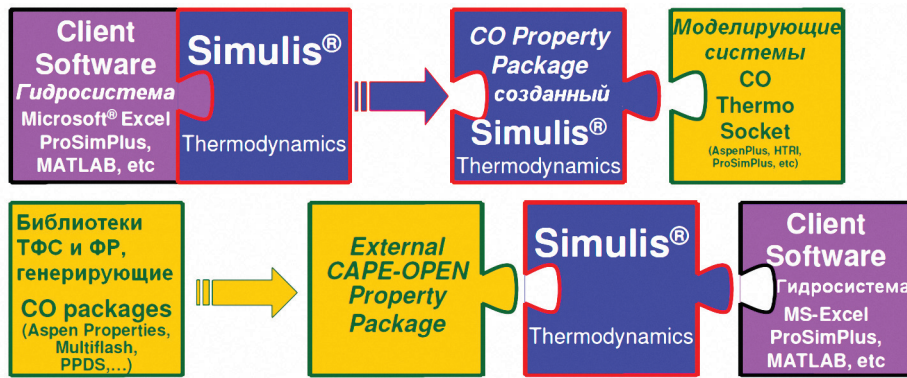 Client
Software
Гидросистема
Microsoft® Excel
ProSimPlus,
MATLAB, etc
Simulis®
Thermodynamics
CO Property
Package
созданный
Simulis®
Thermodynamics
Моделирующие
системы
CO
Thermo
Socket
(AspenPlus, HTRI,
ProSimPlus, etc)
Библиотеки
ТФС и ФР,
генерирующие
CO packages
(Aspen Properties,
Multiflash,
PPDS,...)
External
CAPE-OPEN
Property
Package
Simulis®
Thermodynamics
Client
Software
Гидросистема
MS-Excel
ProSimPlus,
MATLAB, etc